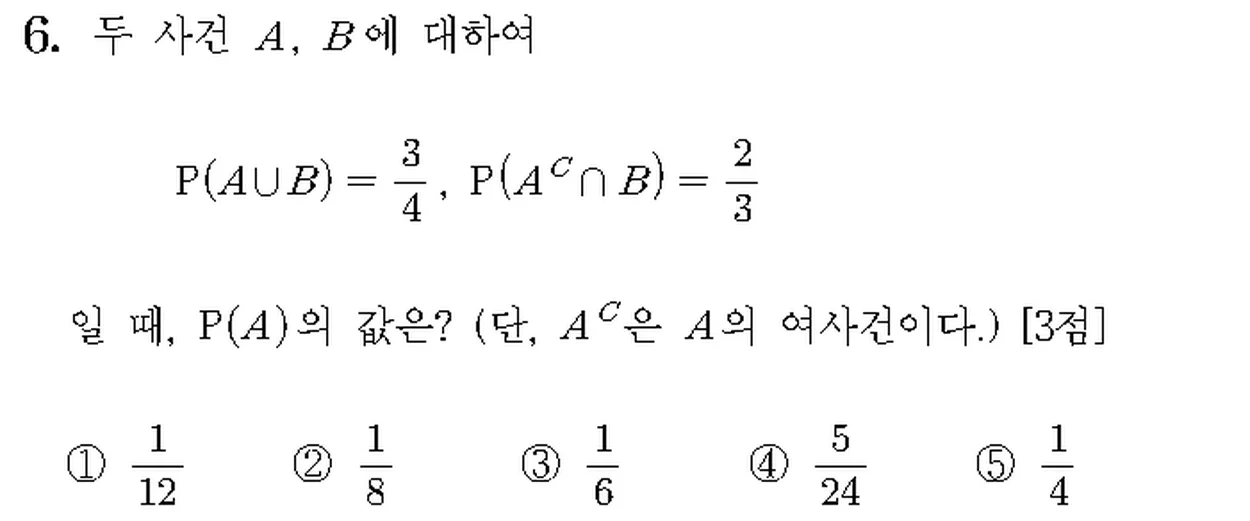 6. 두 사건 A, B에 대하여
P(A∪B) = 3/4, P(A^C∩B) = 2/3
일 때, P(A)의 값은? (단, A^C은 A의 여사건이다.) [3점]
① 1/12 ② 1/8 ③ 1/6 ④ 5/24 ⑤ 1/4